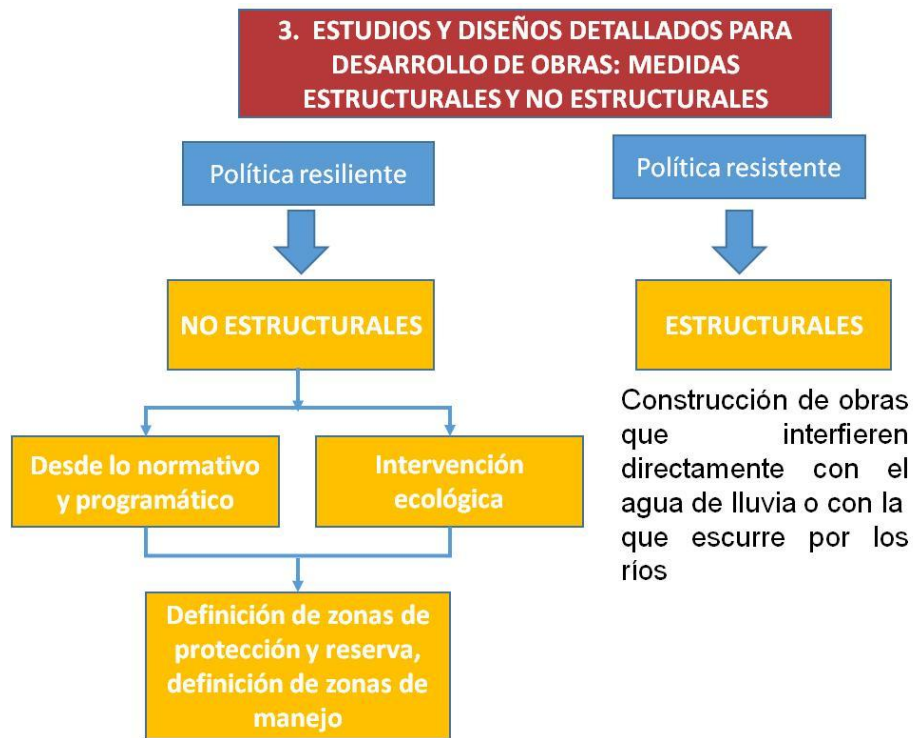 3. ESTUDIOS Y DISEÑOS DETALLADOS PARA
DESARROLLO DE OBRAS: MEDIDAS
ESTRUCTURALES Y NO ESTRUCTURALES
Política resiliente
Política resistente
NO ESTRUCTURALES
ESTRUCTURALES
Construcción de obras
que interfieren
directamente con el
agua de lluvia o con la
que escurre por los
ríos
Desde lo normativo
y programático
Intervención
ecológica
Definición de zonas de
protección y reserva,
definición de zonas de
manejo